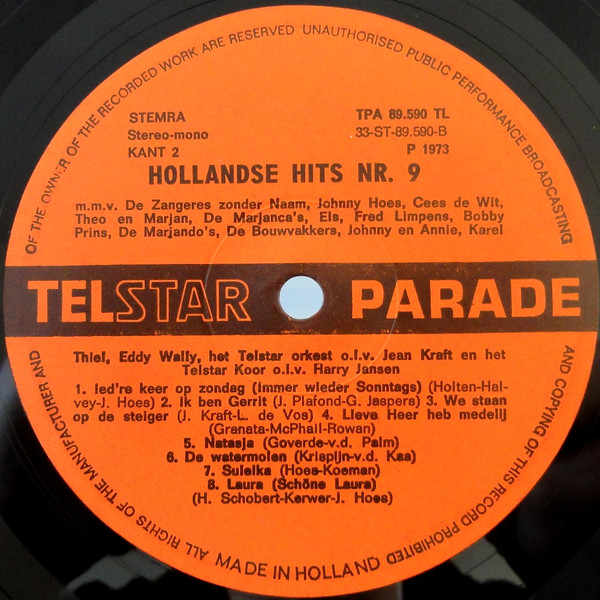 OF THE OWNER OF THE RECORDED WORK ARE RESERVED UNAUTHORISED PUBLIC PERFORMANCE BROADCASTING
STEMRA
TPA 89.590 TL
Stereo-mono
33-ST-89.590-B
KANT 2
P 1973
HOLLANDSE HITS NR. 9
m.m.v. De Zangeres zonder Naam, Johnny Hoes, Cees de Wit,
Theo en Marjan, De Marjanca's, Els, Fred Limpens, Bobby
Prins, De Marjando's, De Bouwvakkers, Johnny en Annie, Karel
TELSTAR PARADE
Thiel, Eddy Wally, het Telstar orkest o.l.v. Jean Kraft en het
Telstar Koor o.l.v. Harry Jansen
1. Ied're keer op zondag (Immer wieder Sonntags) (Holten-Hal-
vey-J. Hoes) 2. Ik ben Gerrit (J. Plafond-G. Jaspers) 3. We staan
op de steiger (J. Kraft-L. de Vos) 4. Lieve Heer heb medelij
(Granata-McPhail-Rowan)
5. Natasja (Goverde-v.d. Palm)
6. De watermolen (Krispijn-v.d. Kaa)
7. Suleika (Hoes-Koeman)
8. Laura (Schöne Laura)
(H. Schobert-Kerwer-J. Hoes)
AND COPYING OF THIS RECORD PROHIBITED
ALL RIGHTS OF THE MANUFACTURER AND
MADE IN HOLLAND